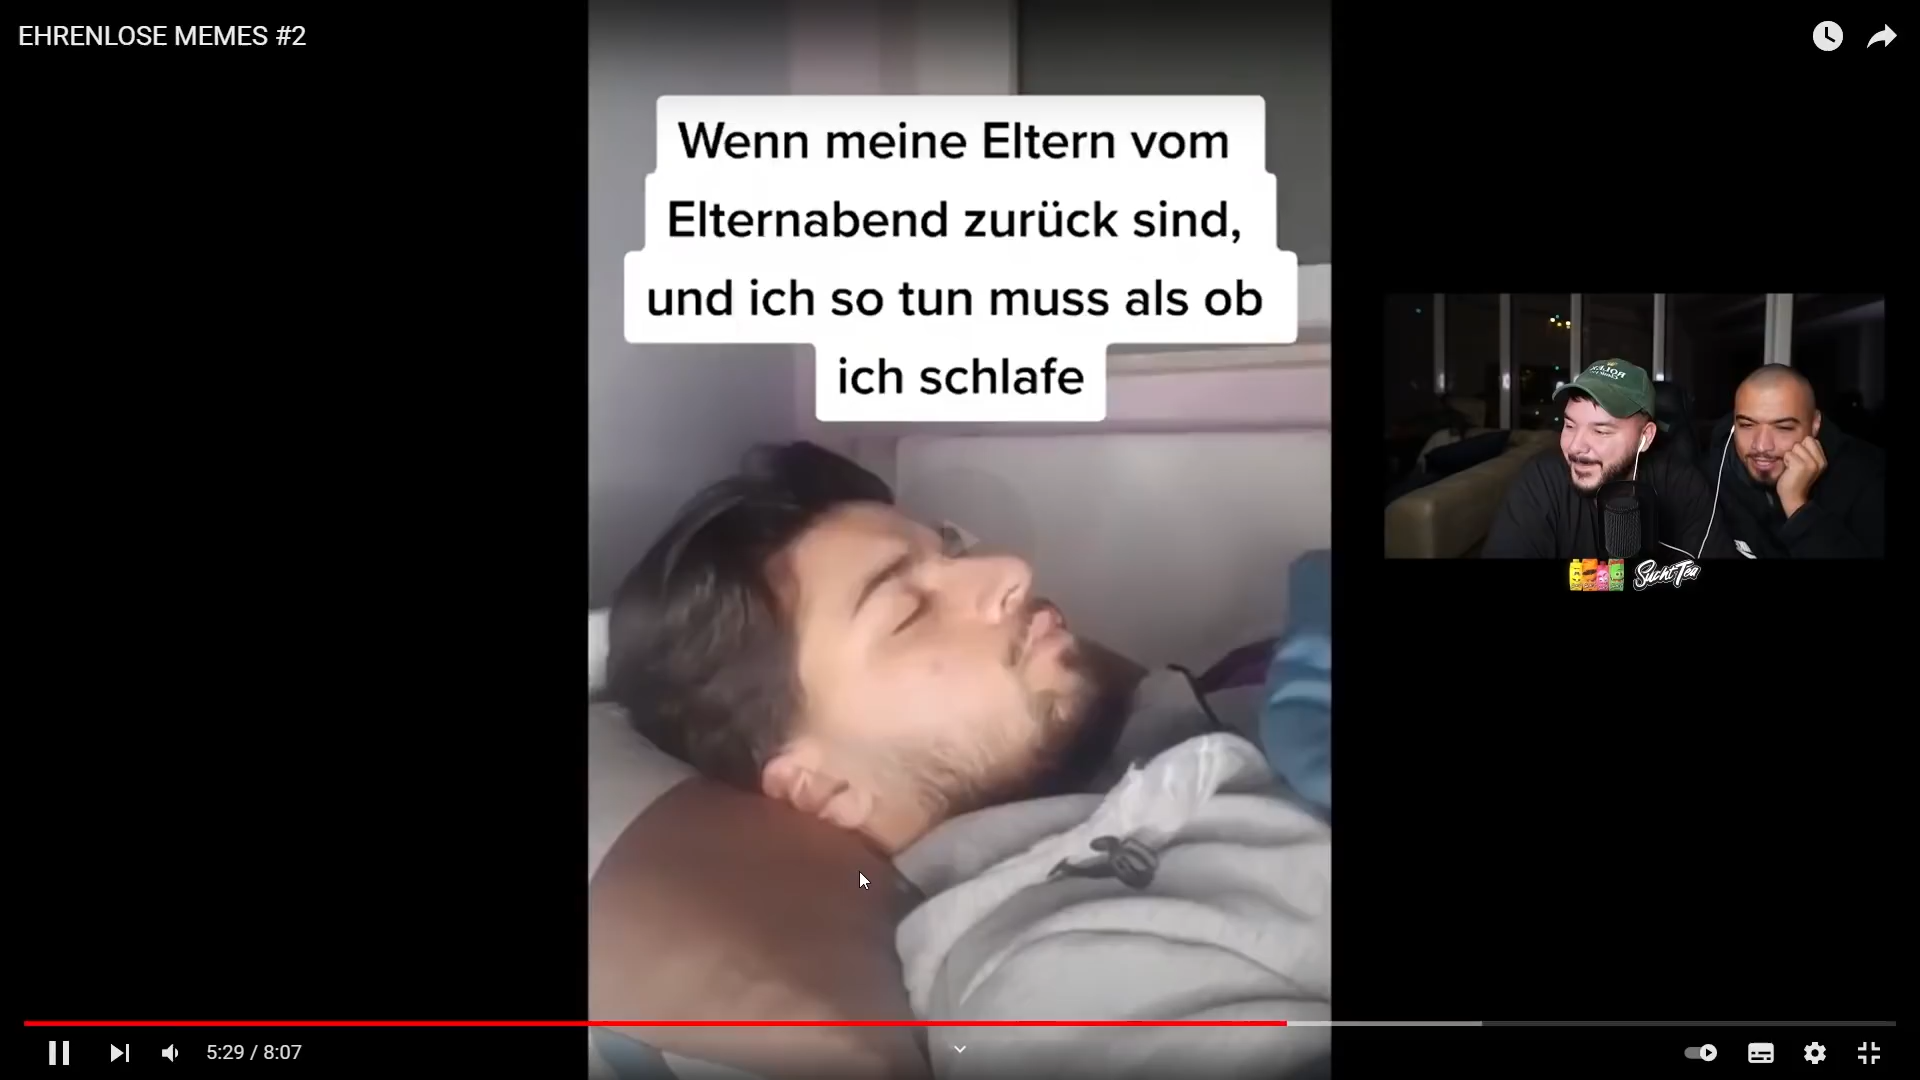 EHRENLOSE MEMES #2
Wenn meine Eltern vom
Elternabend zurück sind,
und ich so tun muss als ob
ich schlafe
SuchtTea
5:29 / 8:07